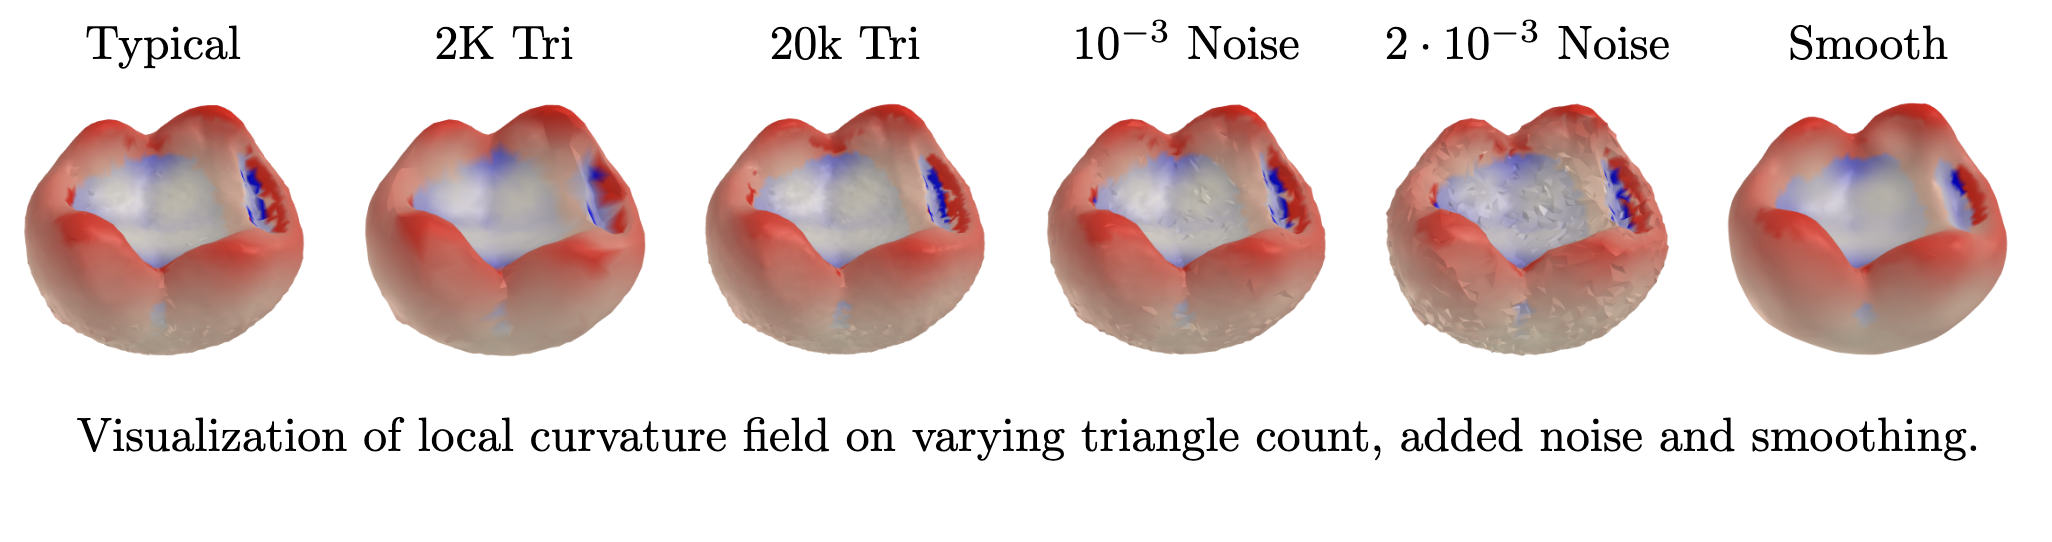 Typical 2K Tri 20k Tri 10⁻³ Noise 2 · 10⁻³ Noise Smooth
Visualization of local curvature field on varying triangle count, added noise and smoothing.